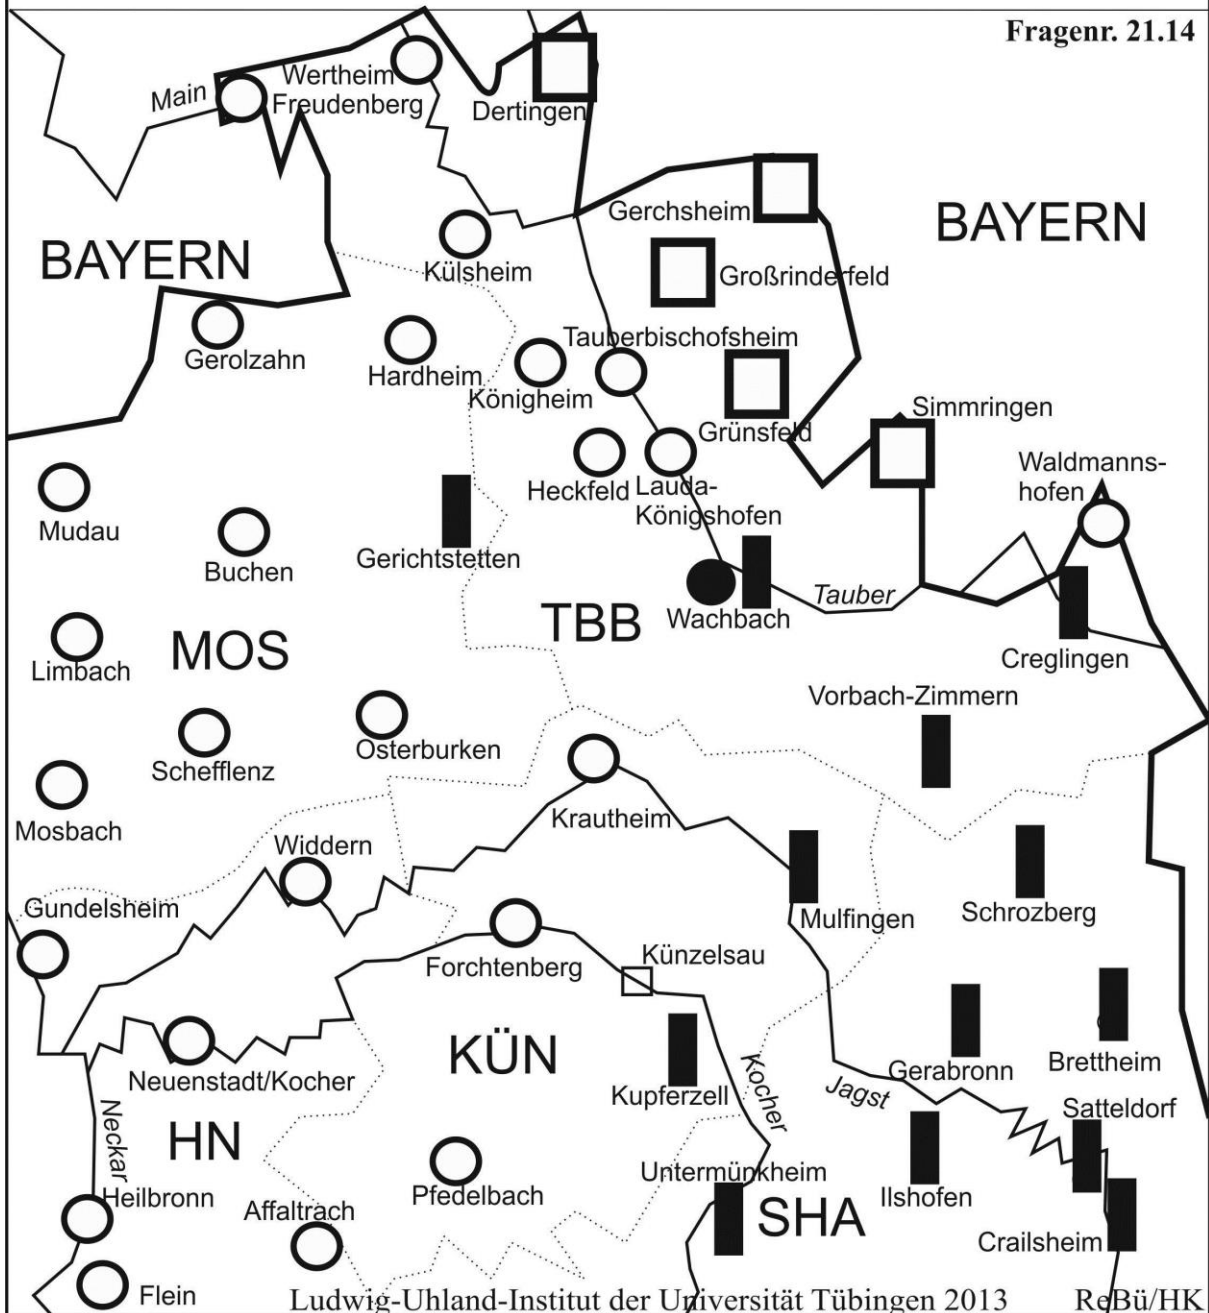 Fragenr. 21.14
Wertheim
Main
Freudenberg
Dertingen
Gerchsheim
BAYERN
BAYERN
Külsheim
Großrinderfeld
Tauberbischofsheim
Gerolzahn
Hardheim
Königheim
Simmringen
Grünsfeld
Waldmanns-
hofen
Heckfeld
Lauda-
Königshofen
Mudau
Gerichtstetten
Buchen
Tauber
TBB
Wachbach
MOS
Limbach
Creglingen
Vorbach-Zimmern
Osterburken
Schefflenz
Krautheim
Mosbach
Widdern
Gundelsheim
Mulfingen
Schrozberg
Künzelsau
Forchtenberg
KÜN
Brettheim
Gerabronn
Neuenstadt/Kocher
Kupferzell
Kocher
Jagst
Satteldorf
Neckar
HN
Untermünkheim
Heilbronn
Pfedelbach
Ilshofen
Affaltrach
SHA
Crailsheim
Flein
Ludwig-Uhland-Institut der Universität Tübingen 2013
ReBü/HK